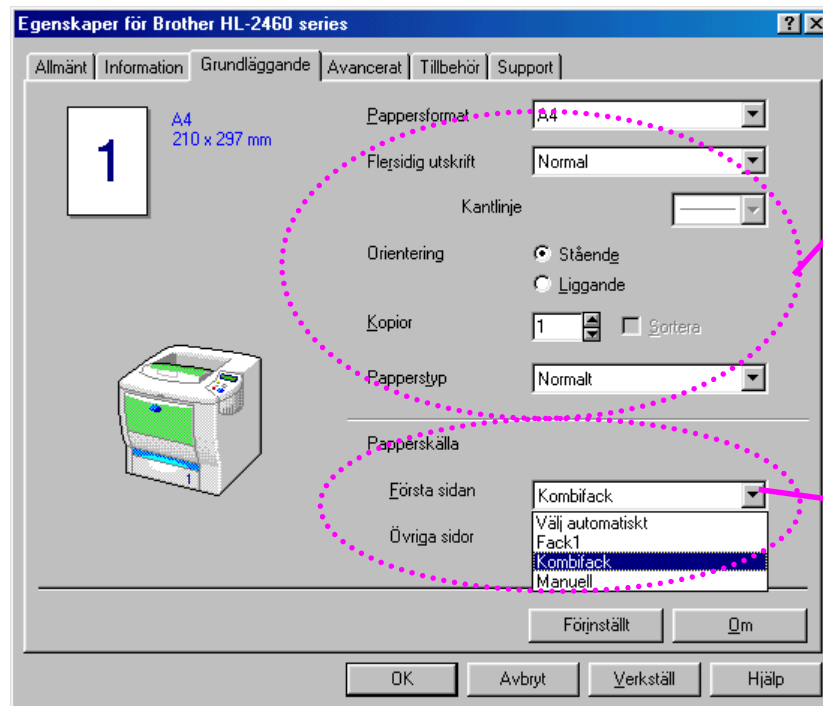 Egenskaper för Brother HL-2460 series
Allmänt Information Grundläggande Avancerat Tillbehör Support
1
A4
210 x 297 mm
Pappersformat A4
Flersidig utskrift Normal
Kantlinje
Orientering Stående
Liggande
Kopior 1 Sortera
Papperstyp Normalt
Papperskälla
Första sidan Kombifack
Välj automatiskt
Övriga sidor Fack1
Kombifack
Manuell
1
Förinställt Om
OK Avbryt Verkställ Hjälp